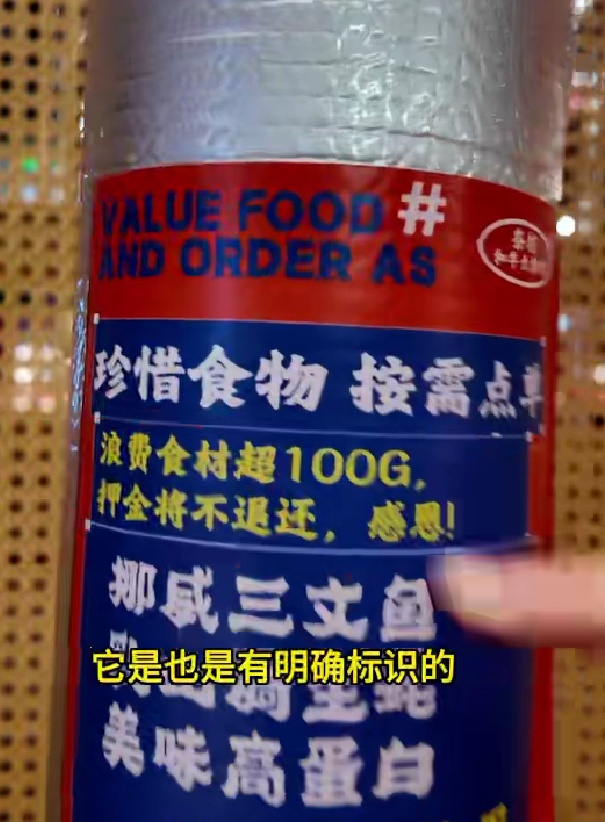 VALUE FOOD #
AND ORDER AS
珍惜食物 按需点单
浪费食材超100G,
押金将不退还，感恩!
挪威三文鱼
它是也是有明确标识的
美味高蛋白